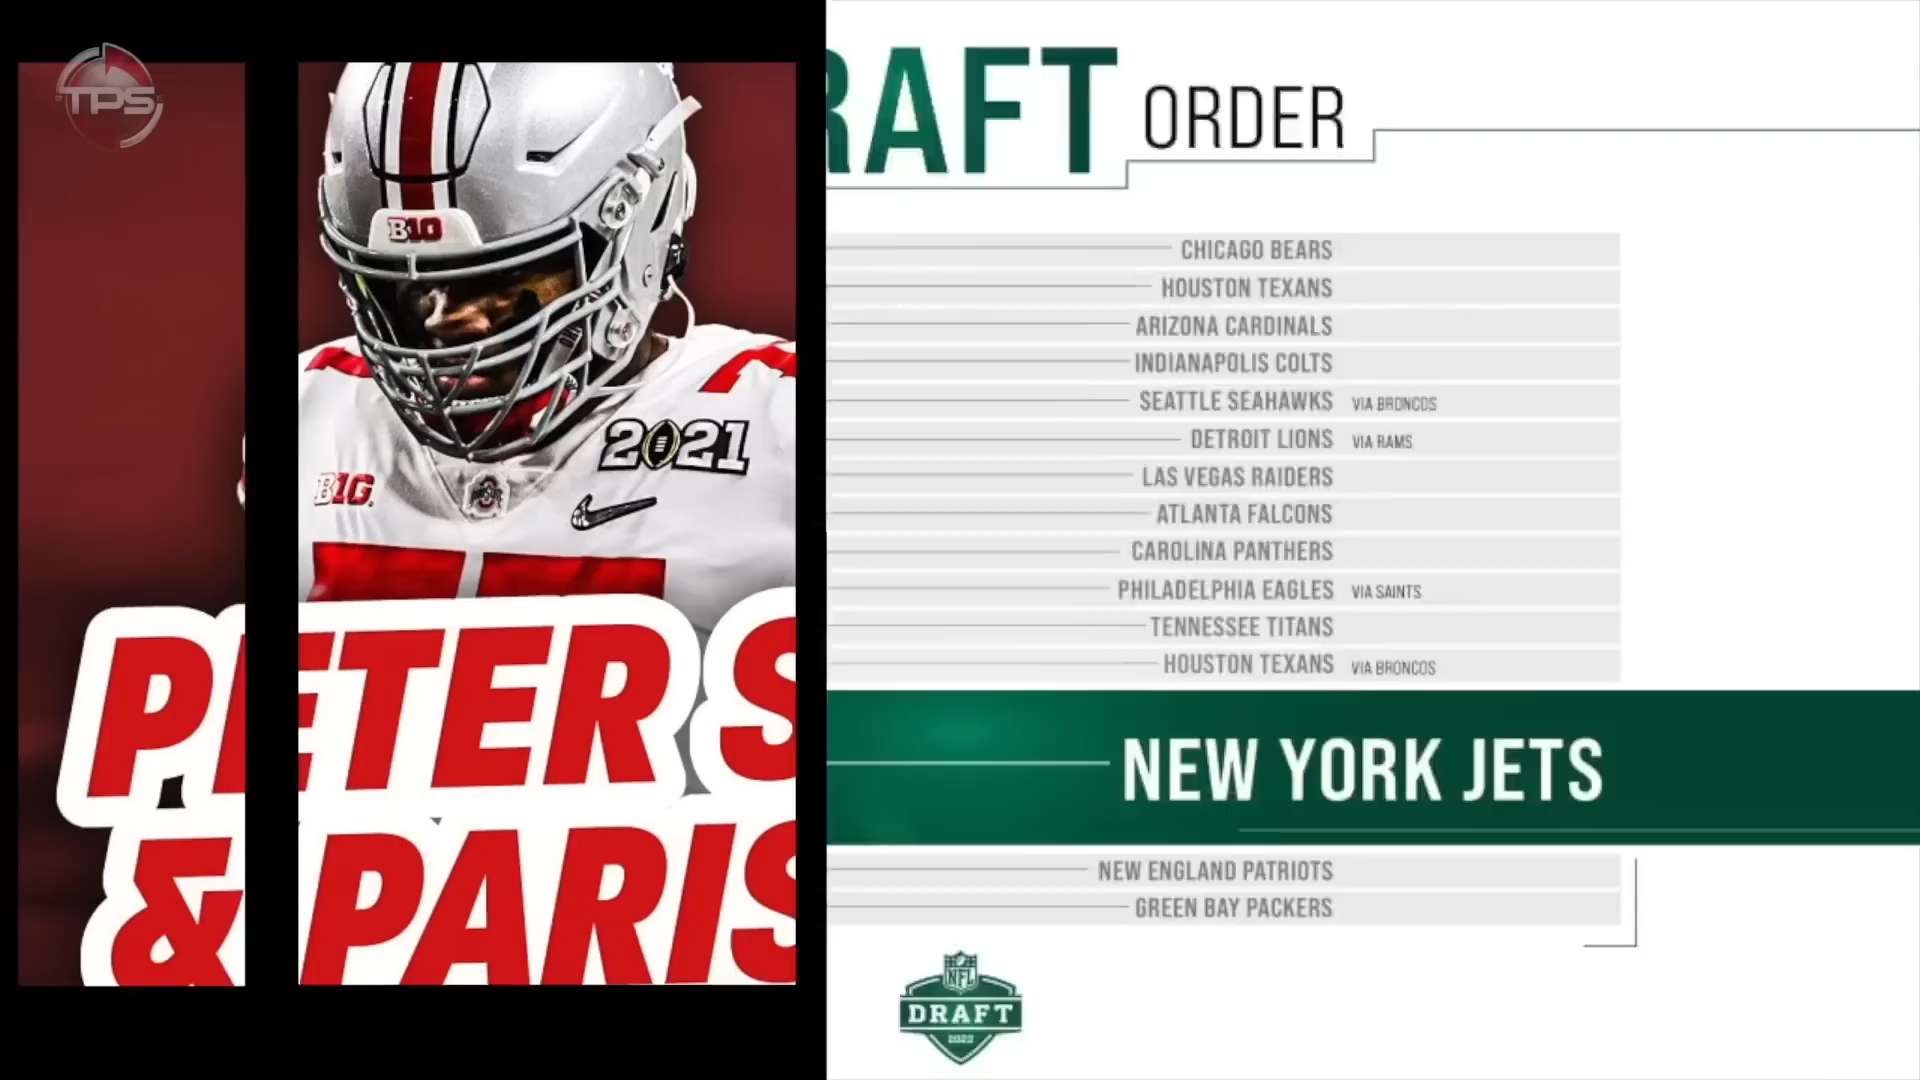 TPS
B10
2021
B1G.
PETER S
& PARIS
RAFT ORDER
CHICAGO BEARS
HOUSTON TEXANS
ARIZONA CARDINALS
INDIANAPOLIS COLTS
SEATTLE SEAHAWKS VIA BRONCOS
DETROIT LIONS VIA RAMS
LAS VEGAS RAIDERS
ATLANTA FALCONS
CAROLINA PANTHERS
PHILADELPHIA EAGLES VIA SAINTS
TENNESSEE TITANS
HOUSTON TEXANS VIA BRONCOS
NEW YORK JETS
NEW ENGLAND PATRIOTS
GREEN BAY PACKERS
NFL
DRAFT